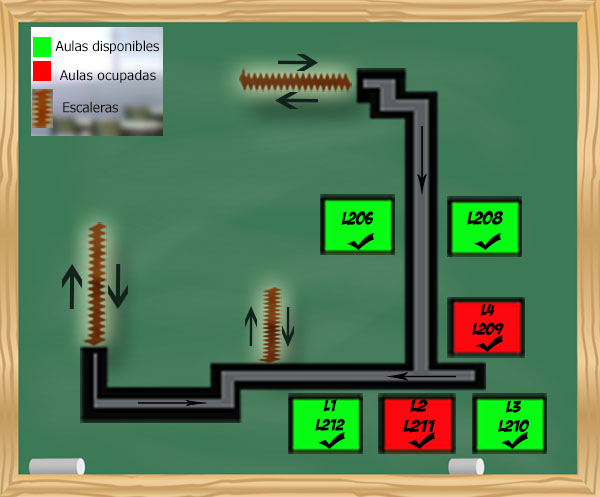 Aulas disponibles
Aulas ocupadas
Escaleras
L206
L208
L4
L209
L1
L212
L2
L211
L3
L210